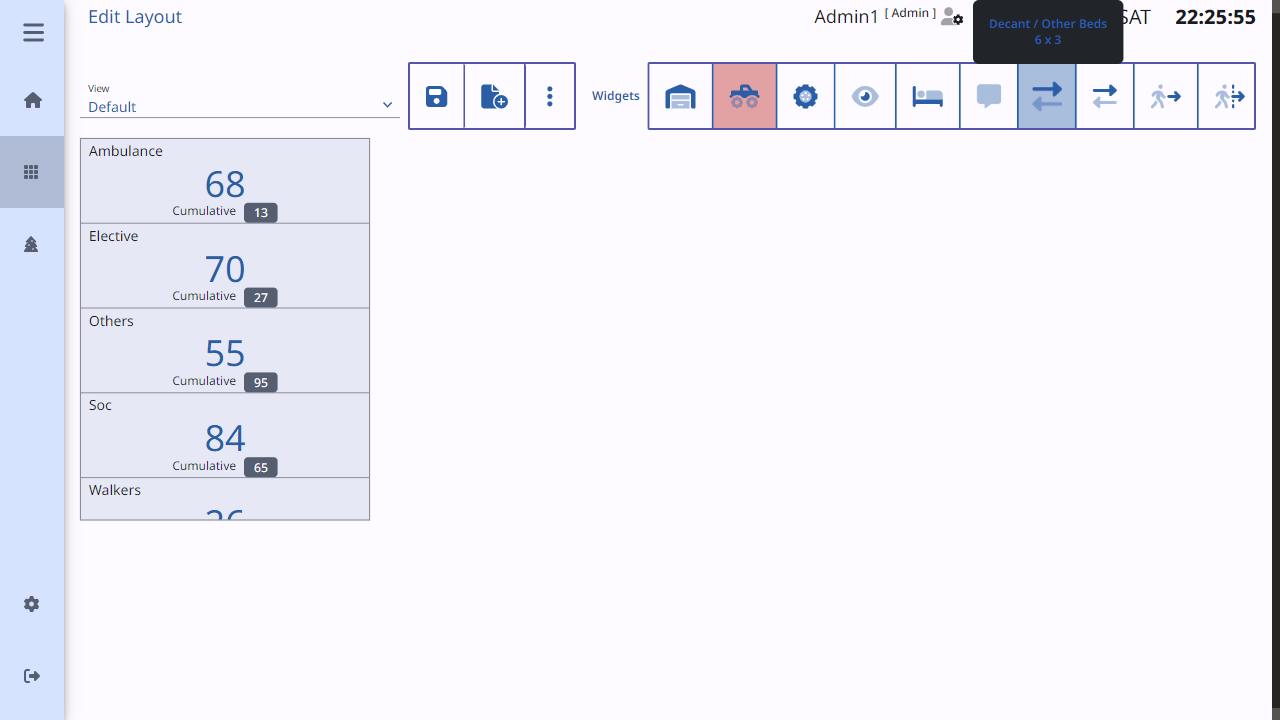 Edit Layout
Admin1 [ Admin ]
Decant / Other Beds
6 x 3
SAT 22:25:55
View
Default
Widgets
Ambulance
68
Cumulative 13
Elective
70
Cumulative 27
Others
55
Cumulative 95
Soc
84
Cumulative 65
Walkers